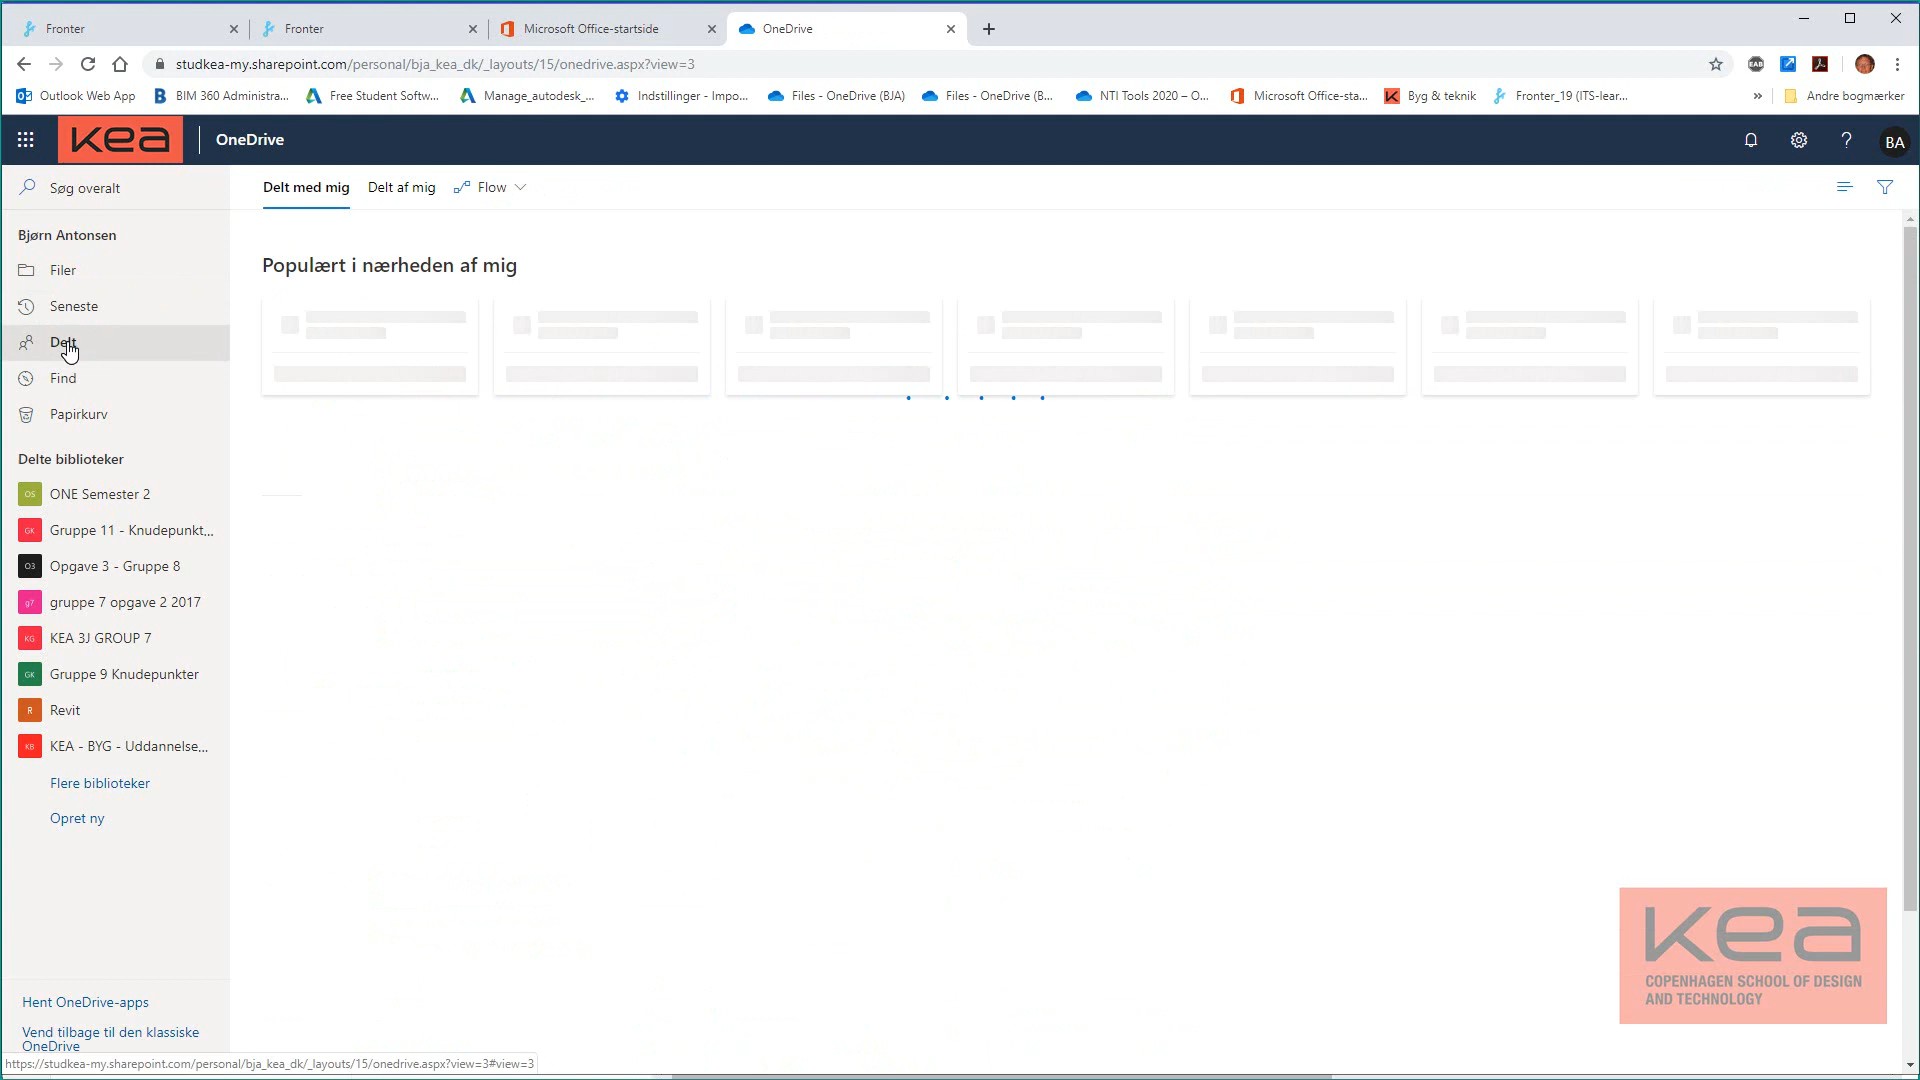 Fronter
Fronter
Microsoft Office-startside
OneDrive
studkea-my.sharepoint.com/personal/bja_kea_dk/_layouts/15/onedrive.aspx?view=3
EAB
Outlook Web App
BIM 360 Administra...
Free Student Softw...
Manage_autodesk_...
Indstillinger - Impo...
Files - OneDrive (BJA)
Files - OneDrive (B...
NTI Tools 2020 – O...
Microsoft Office-sta...
Byg & teknik
Fronter_19 (ITS-lear...
»
Andre bogmærker
kea
OneDrive
BA
Søg overalt
Delt med mig
Delt af mig
Flow
Bjørn Antonsen
Filer
Seneste
Delt
Find
Papirkurv
Populært i nærheden af mig
Delte biblioteker
OS ONE Semester 2
GK Gruppe 11 - Knudepunkt...
O3 Opgave 3 - Gruppe 8
g7 gruppe 7 opgave 2 2017
KG KEA 3J GROUP 7
GK Gruppe 9 Knudepunkter
R Revit
KB KEA - BYG - Uddannelse...
Flere biblioteker
Opret ny
Hent OneDrive-apps
Vend tilbage til den klassiske
OneDrive
https://studkea-my.sharepoint.com/personal/bja_kea_dk/_layouts/15/onedrive.aspx?view=3#view=3
kea
COPENHAGEN SCHOOL OF DESIGN
AND TECHNOLOGY